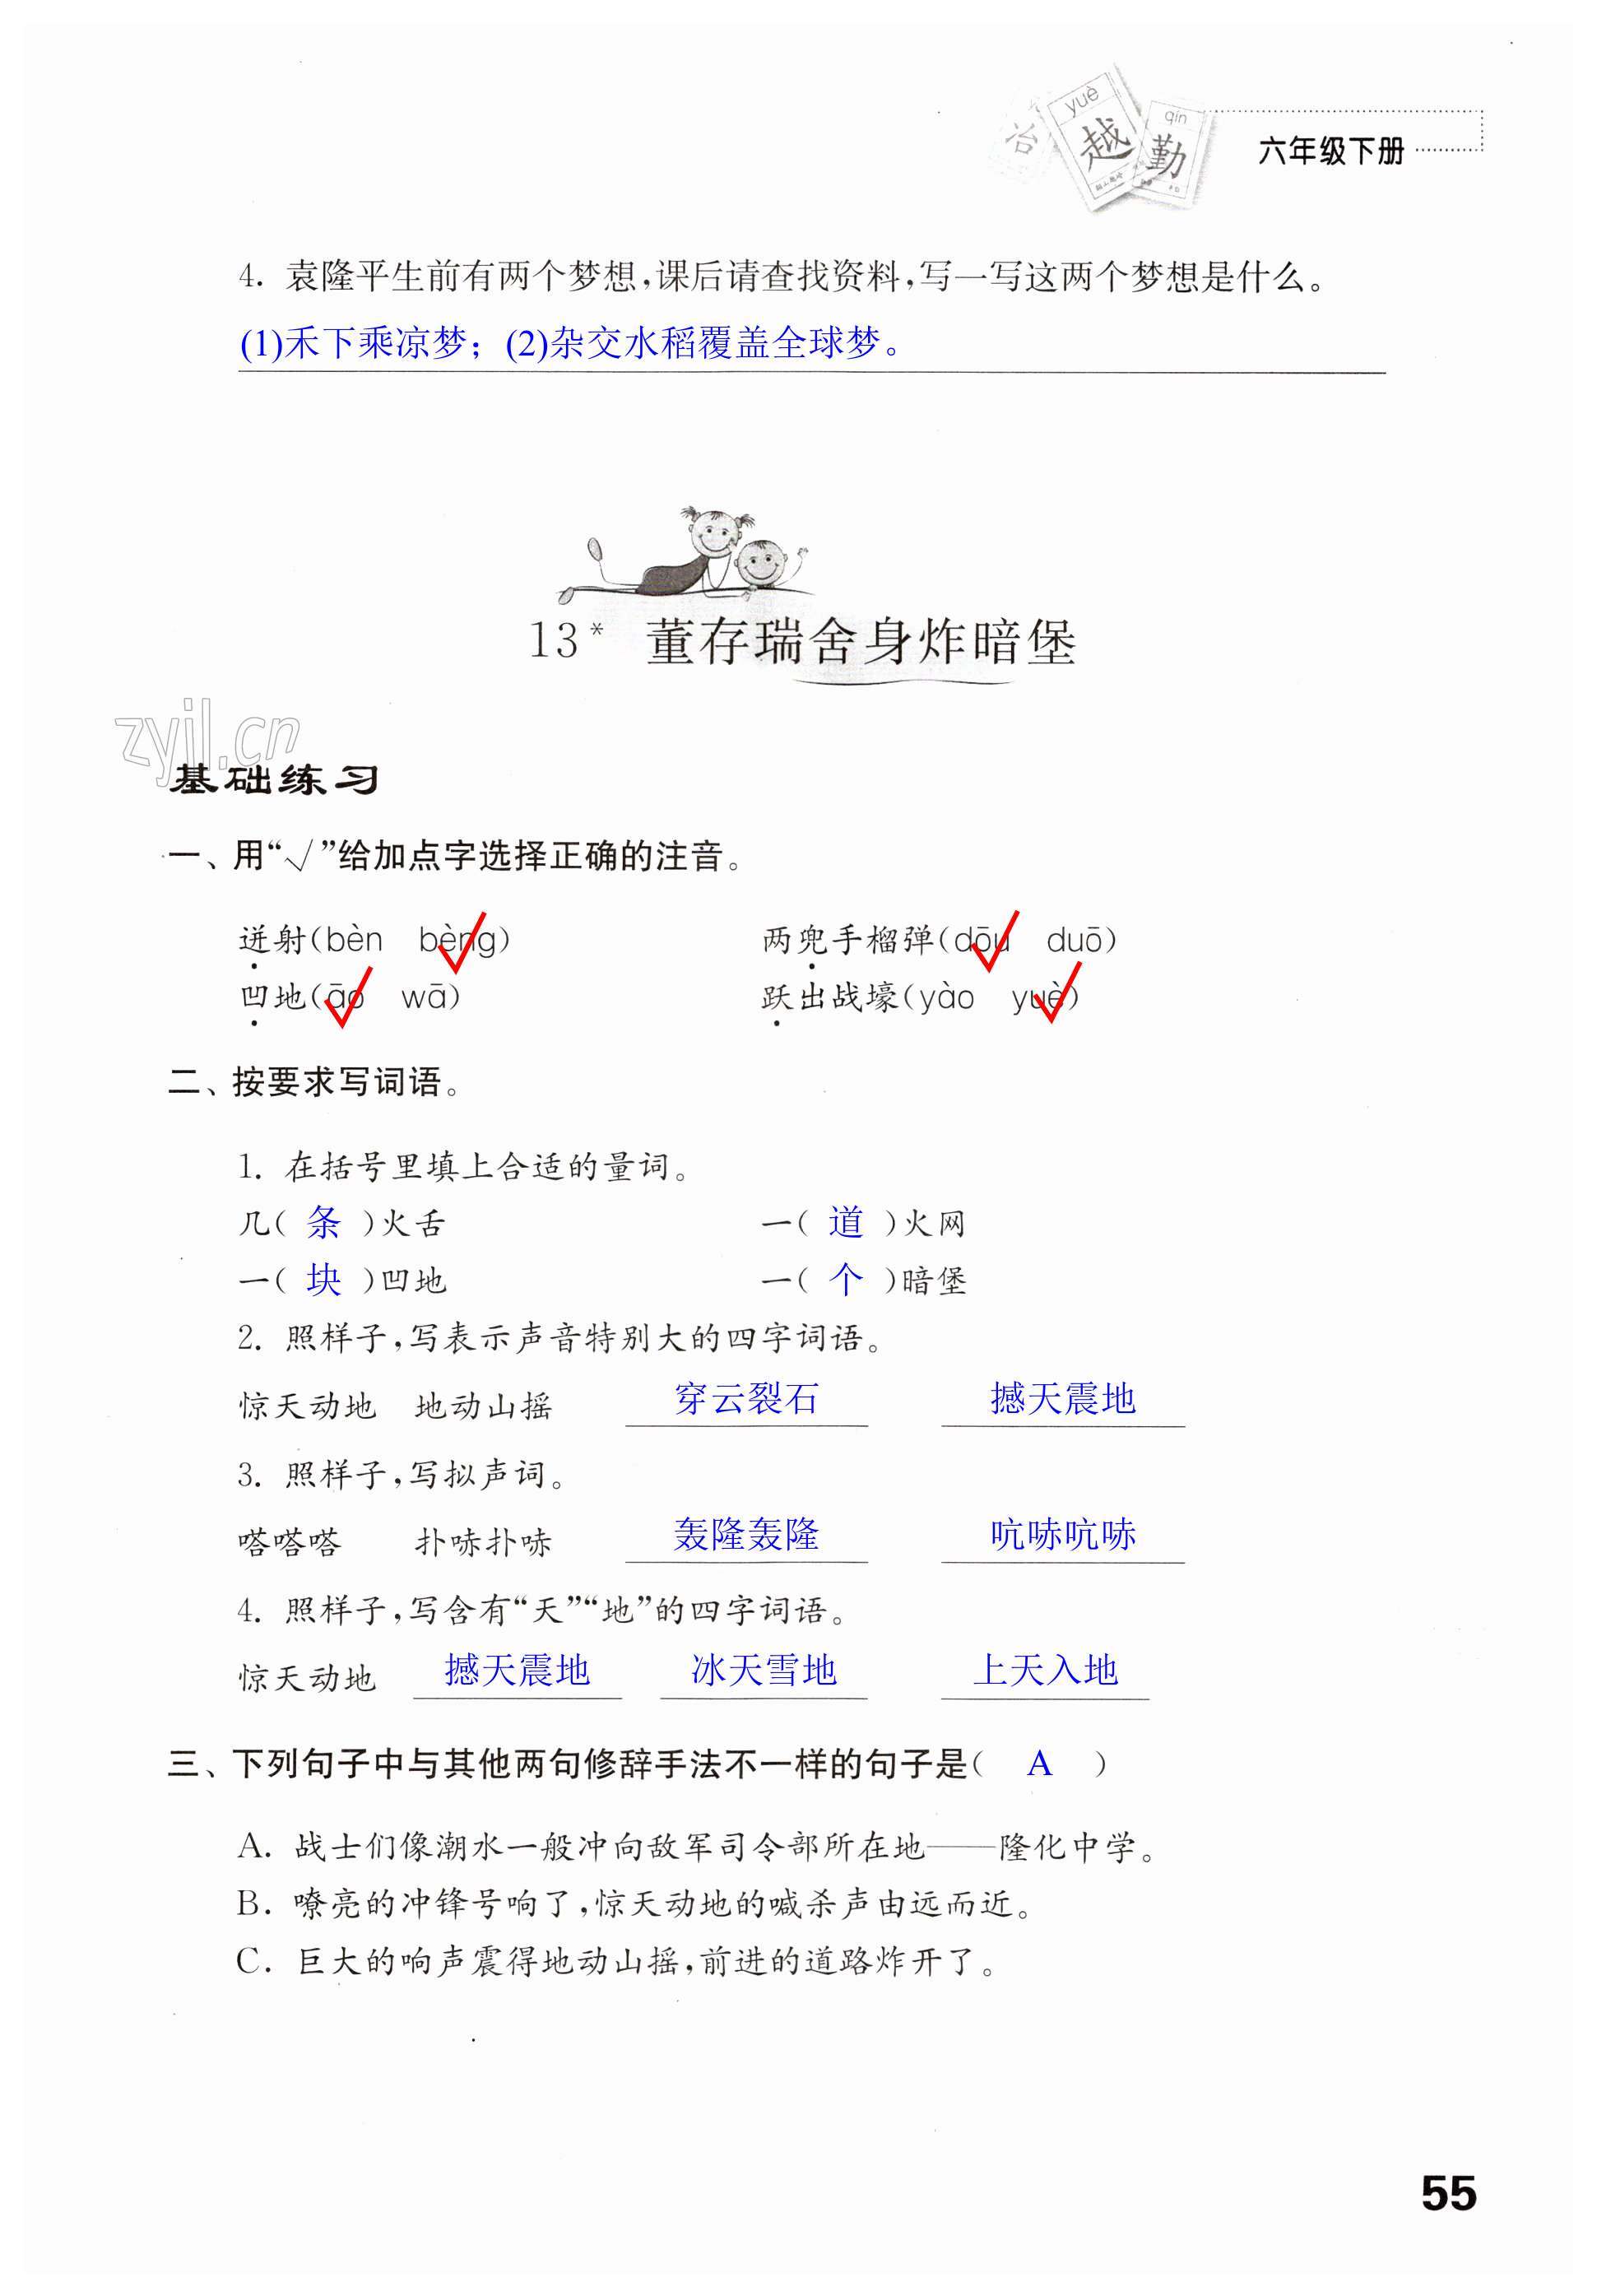 yuè
越
qín
勤
六年级下册
4. 袁隆平生前有两个梦想,课后请查找资料,写一写这两个梦想是什么。
(1)禾下乘凉梦；(2)杂交水稻覆盖全球梦。
13* 董存瑞舍身炸暗堡
zyjl.cn
基础练习
一、用“√”给加点字选择正确的注音。
迸射(bèn bèng) 两兜手榴弹(dōu duō)
凹地(āo wā) 跃出战壕(yào yuè)
二、按要求写词语。
1. 在括号里填上合适的量词。
几( 条 )火舌 一( 道 )火网
一( 块 )凹地 一( 个 )暗堡
2. 照样子,写表示声音特别大的四字词语。
惊天动地 地动山摇 穿云裂石 撼天震地
3. 照样子,写拟声词。
嗒嗒嗒 扑哧扑哧 轰隆轰隆 吭哧吭哧
4. 照样子,写含有“天”“地”的四字词语。
惊天动地 撼天震地 冰天雪地 上天入地
三、下列句子中与其他两句修辞手法不一样的句子是( A )
A. 战士们像潮水一般冲向敌军司令部所在地——隆化中学。
B. 嘹亮的冲锋号响了,惊天动地的喊杀声由远而近。
C. 巨大的响声震得地动山摇,前进的道路炸开了。
55